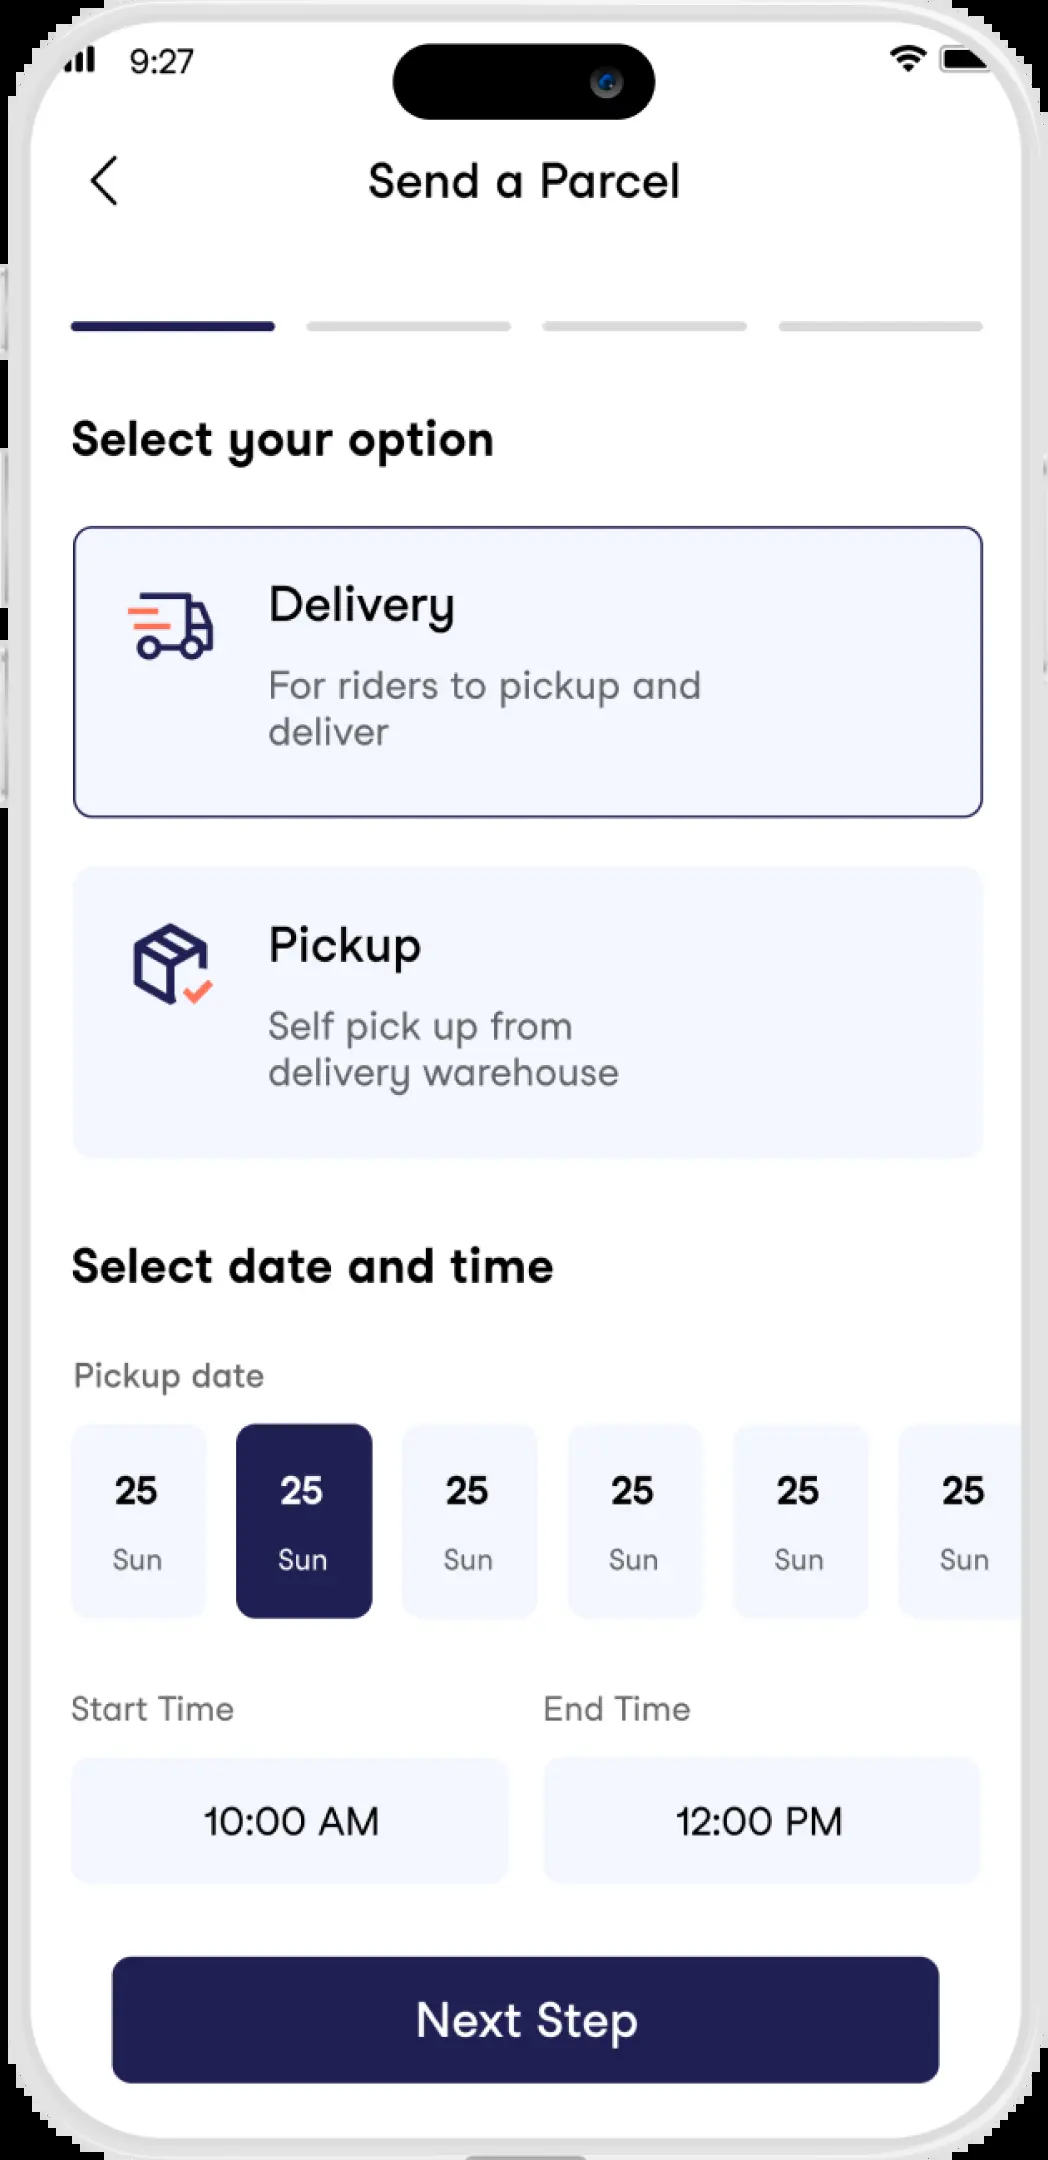 9:27
Send a Parcel
Select your option
Delivery
For riders to pickup and
deliver
Pickup
Self pick up from
delivery warehouse
Select date and time
Pickup date
25 25 25 25 25 25
Sun Sun Sun Sun Sun Sun
Start Time End Time
10:00 AM 12:00 PM
Next Step